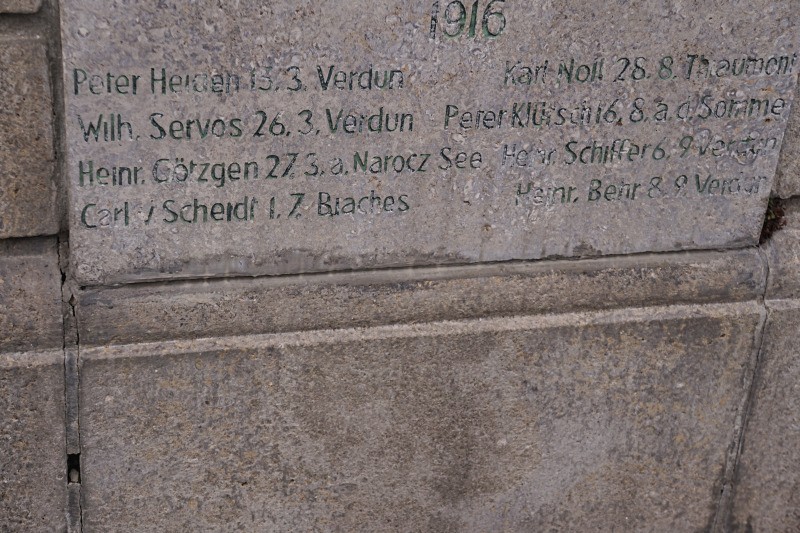 1916
Peter Heiden 13. 3. Verdun
Wilh. Servos 26. 3. Verdun
Heinr. Götzgen 27. 3. a. Narocz See
Carl v Scheidt 1. 7. Biaches
Karl Noll 28. 8. Thiaumont
Peter Klütsch 16. 8. a. d. Somme
Heinr. Schiffer 6. 9 Verdun
Heinr. Behr 8. 9. Verdun